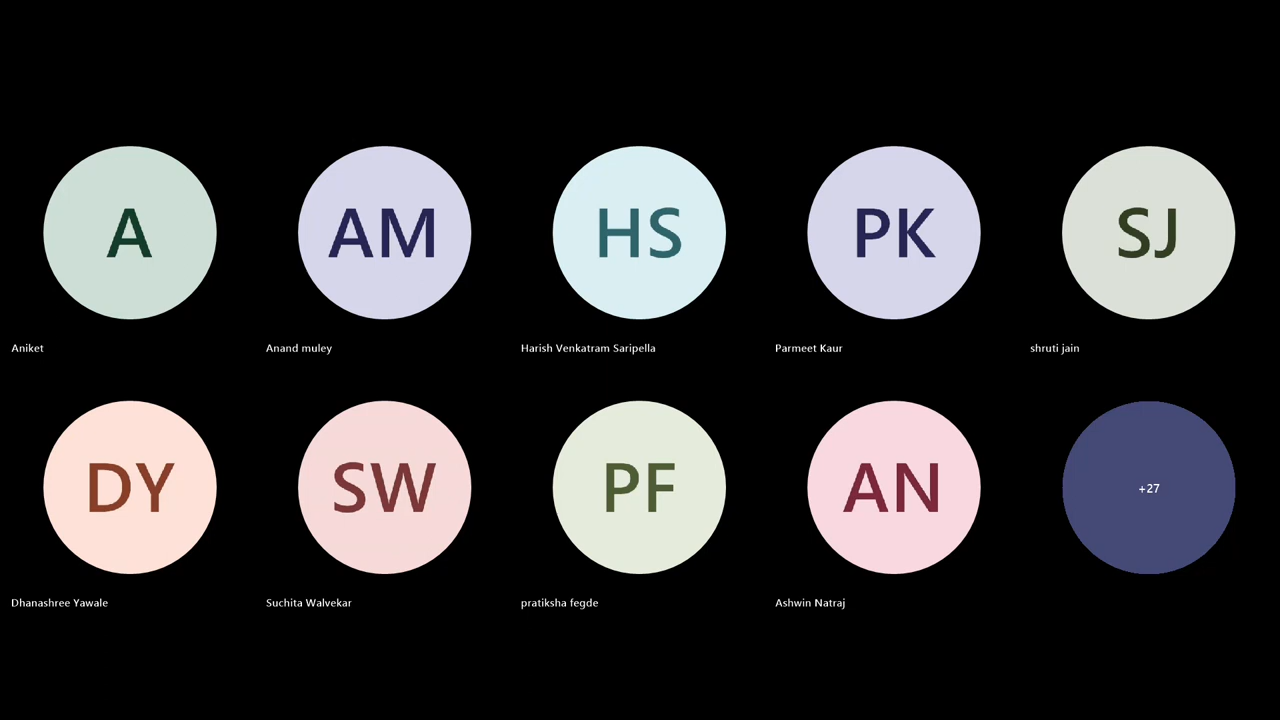 A
AM
HS
PK
SJ
Aniket
Anand muley
Harish Venkatram Saripella
Parmeet Kaur
shruti jain
DY
SW
PF
AN
+27
Dhanashree Yawale
Suchita Walvekar
pratiksha fegde
Ashwin Natraj